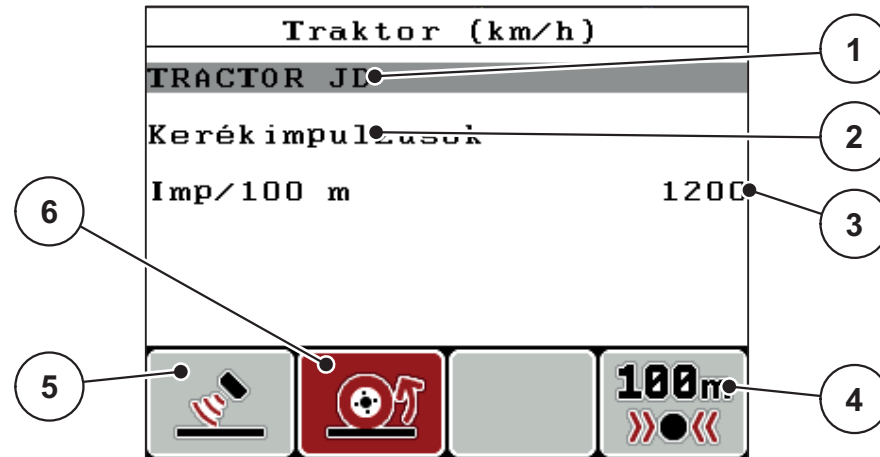 Traktor (km/h)
TRACTOR JD
Kerékimpulzusok
Imp/100 m 1200
100m
1
2
3
4
5
6